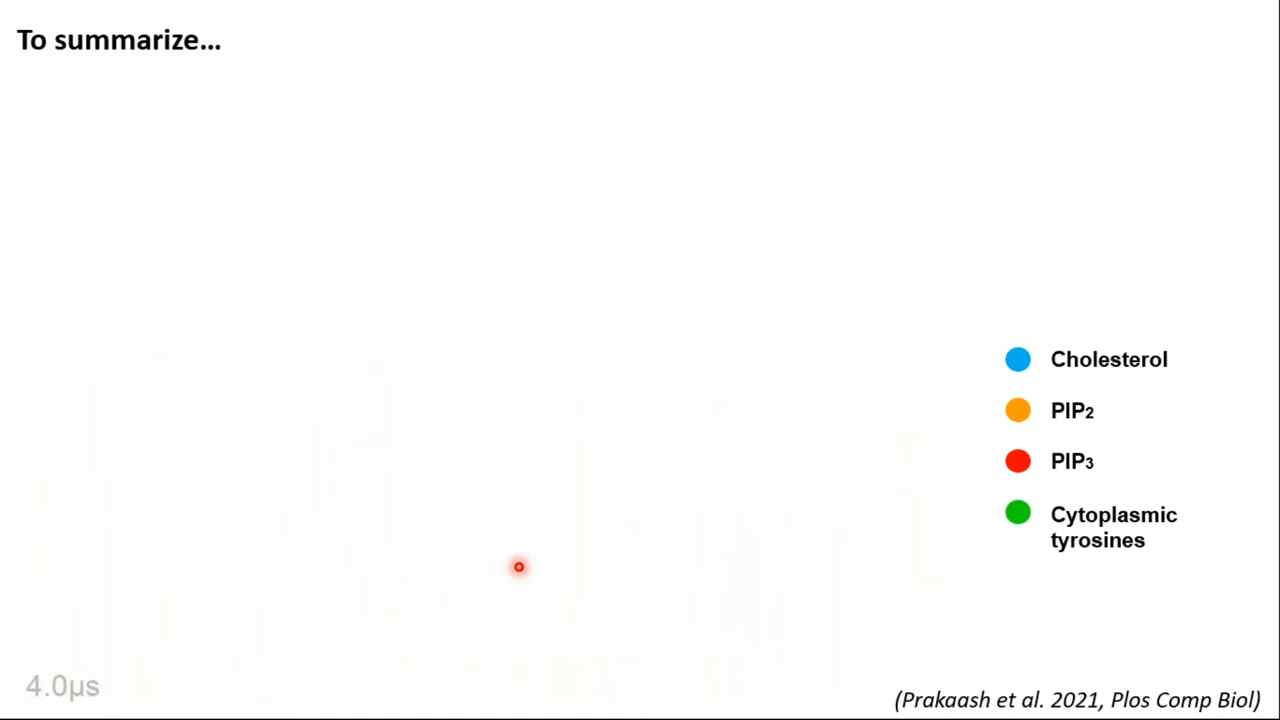 To summarize...
Cholesterol
PIP₂
PIP₃
Cytoplasmic
tyrosines
4.0µs
(Prakaash et al. 2021, Plos Comp Biol)